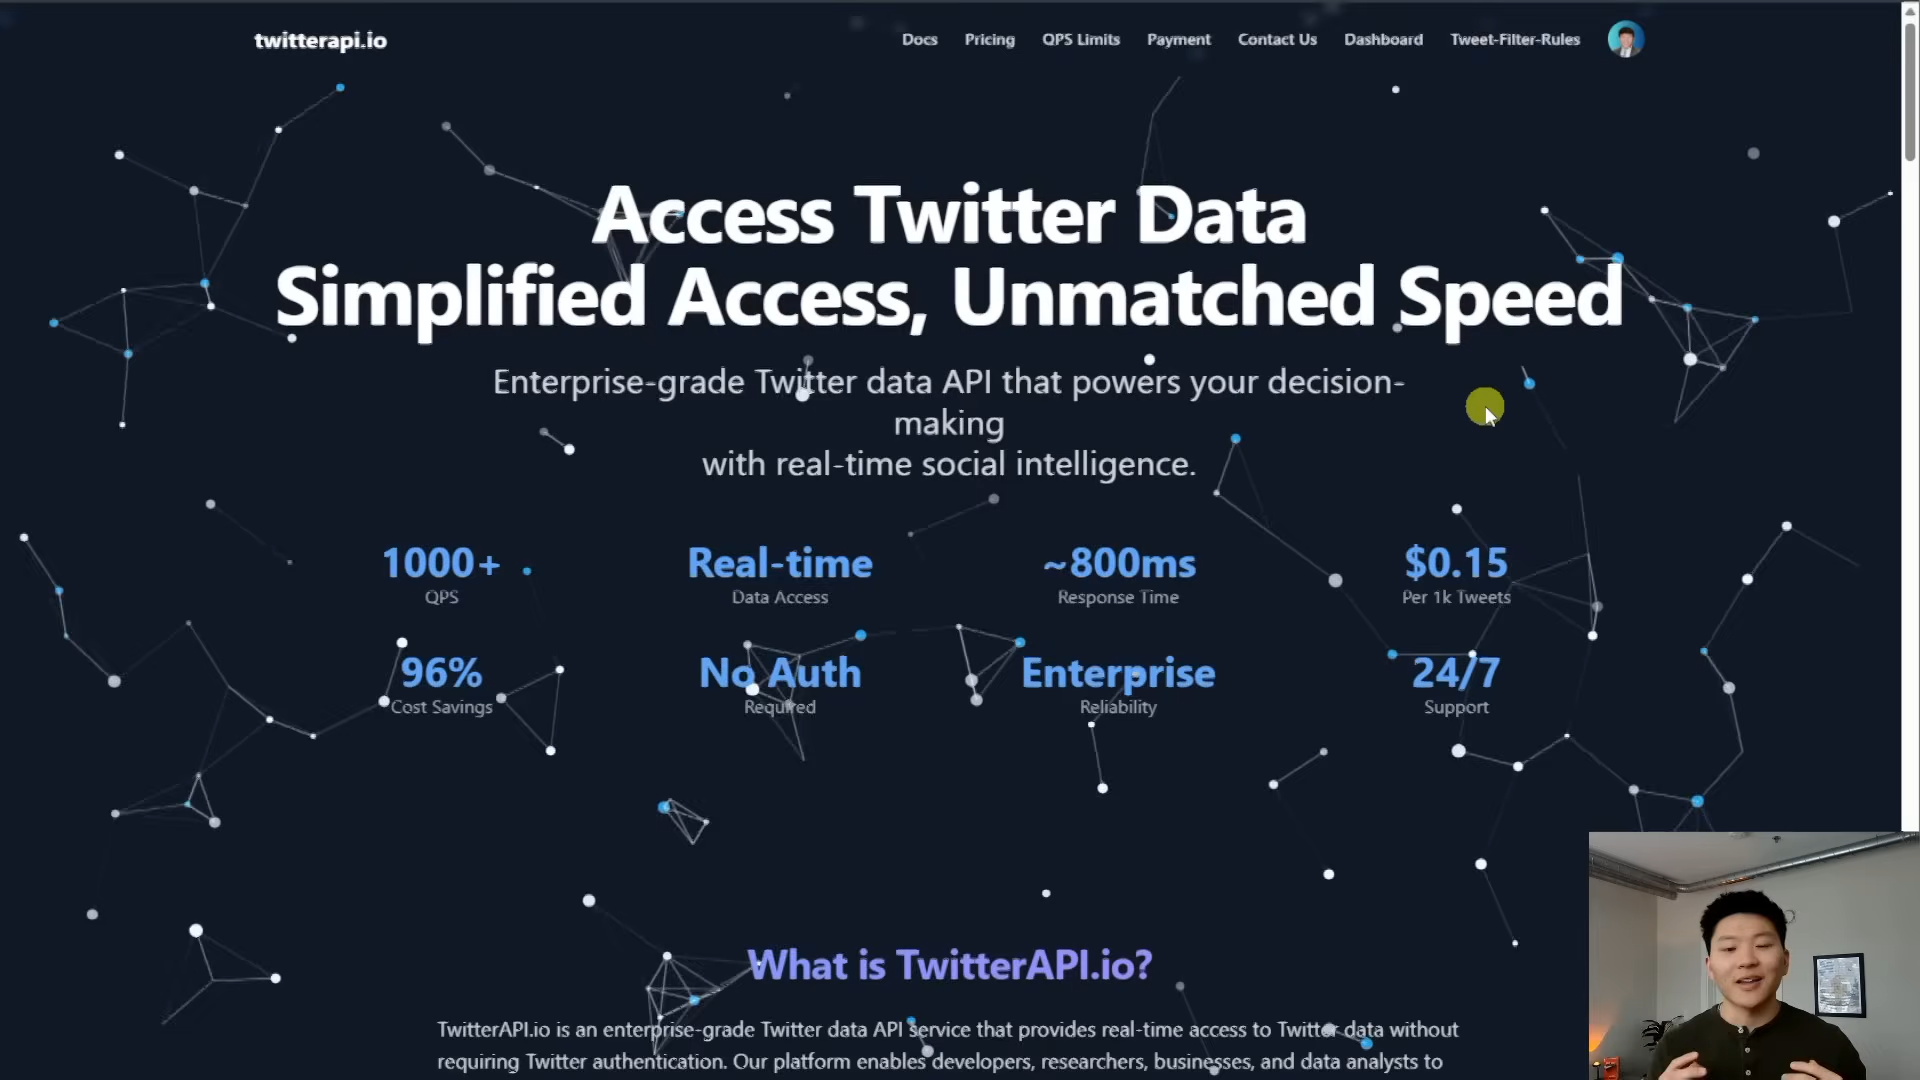 twitterapi.io
Docs
Pricing
QPS Limits
Payment
Contact Us
Dashboard
Tweet-Filter-Rules
Access Twitter Data
Simplified Access, Unmatched Speed
Enterprise-grade Twitter data API that powers your decision-
making
with real-time social intelligence.
1000+
QPS
Real-time
Data Access
~800ms
Response Time
$0.15
Per 1k Tweets
96%
Cost Savings
No Auth
Required
Enterprise
Reliability
24/7
Support
What is TwitterAPI.io?
TwitterAPI.io is an enterprise-grade Twitter data API service that provides real-time access to Twitter data without
requiring Twitter authentication. Our platform enables developers, researchers, businesses, and data analysts to